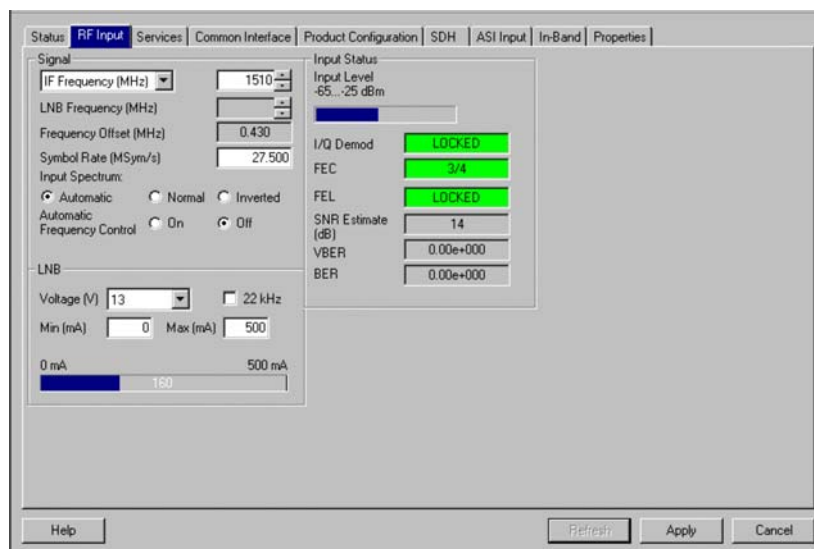 Status RF Input Services Common Interface Product Configuration SDH ASI Input In-Band Properties
Signal
IF Frequency (MHz) 1510
LNB Frequency (MHz)
Frequency Offset (MHz) 0.430
Symbol Rate (MSym/s) 27.500
Input Spectrum:
Automatic Normal Inverted
Automatic
Frequency Control On Off
LNB
Voltage (V) 13 22 kHz
Min (mA) 0 Max (mA) 500
0 mA 500 mA
160
Input Status
Input Level
-65...-25 dBm
I/Q Demod LOCKED
FEC 3/4
FEL LOCKED
SNR Estimate
(dB) 14
VBER 0.00e+000
BER 0.00e+000
Help Refresh Apply Cancel